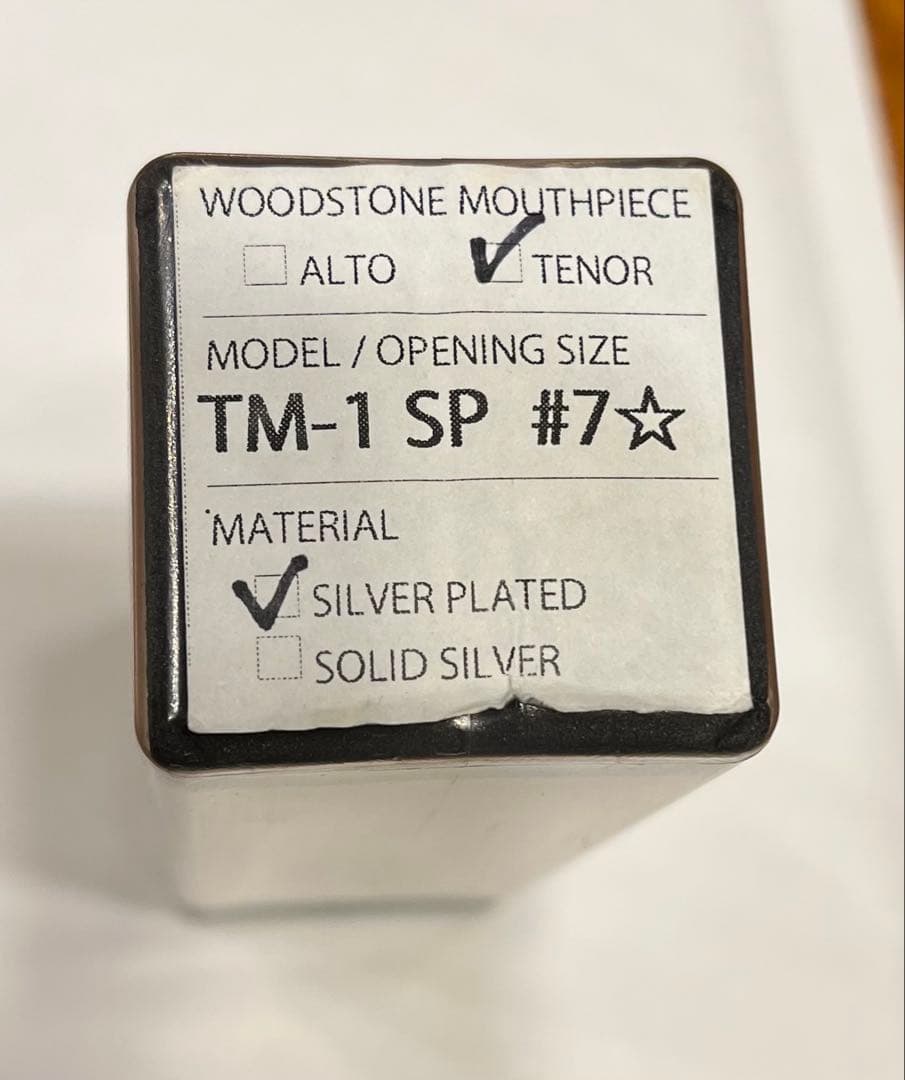 WOODSTONE MOUTHPIECE
☐ ALTO ☑ TENOR
MODEL / OPENING SIZE
TM-1 SP #7☆
MATERIAL
☑ SILVER PLATED
☐ SOLID SILVER